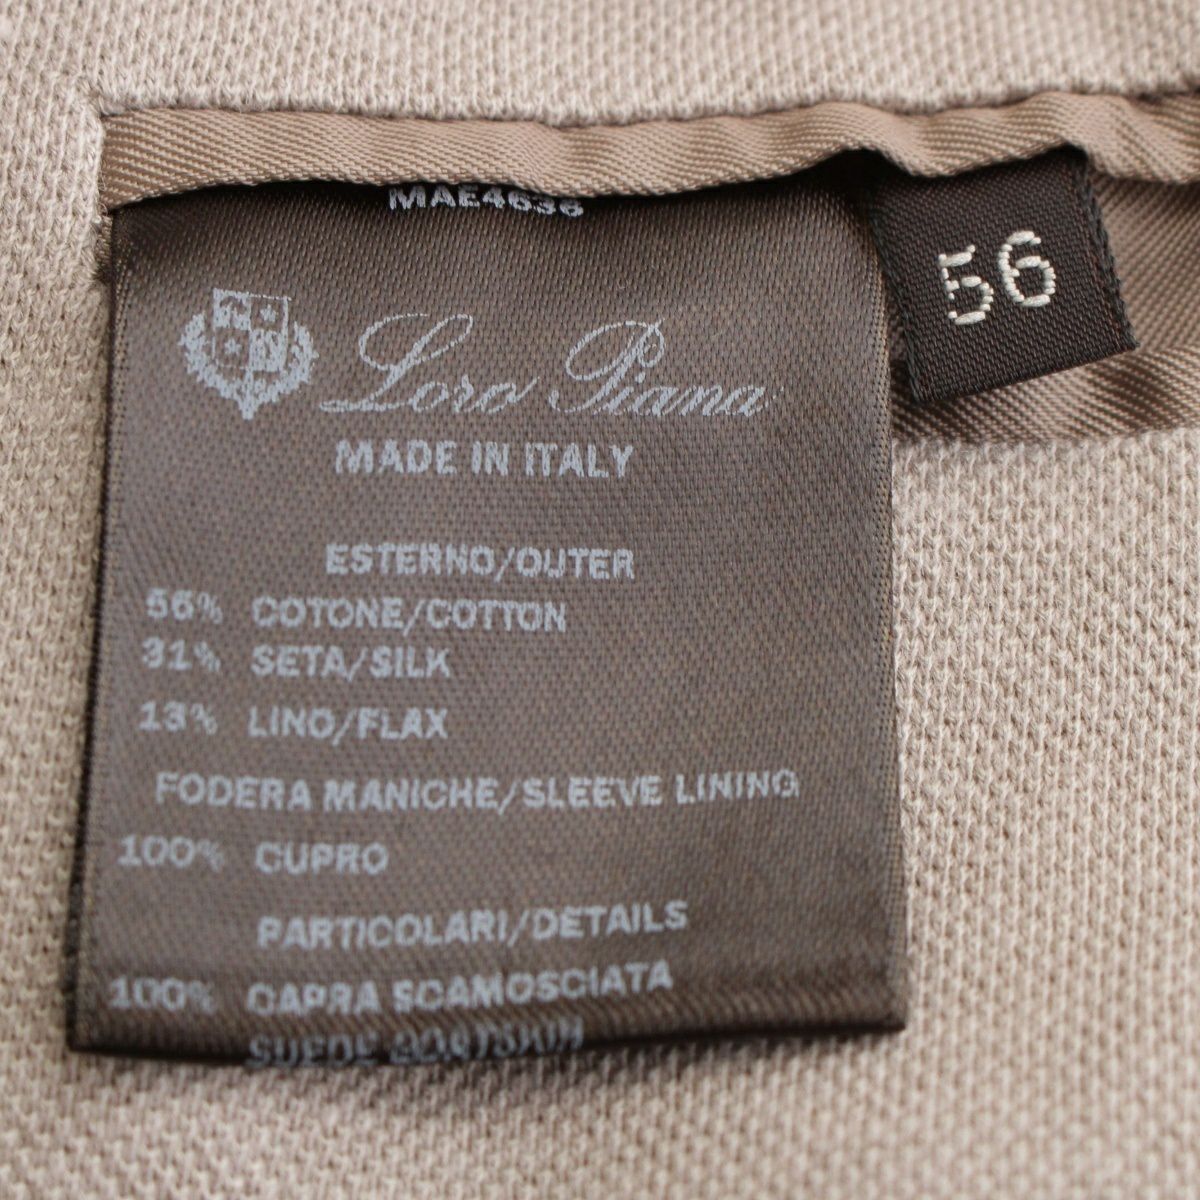 MAE4636
56
Loro Piana
MADE IN ITALY
ESTERNO/OUTER
56% COTONE/COTTON
31% SETA/SILK
13% LINO/FLAX
FODERA MANICHE/SLEEVE LINING
100% CUPRO
PARTICOLARI/DETAILS
100% CAPRA SCAMOSCIATA
SUEDE GOATSKIN